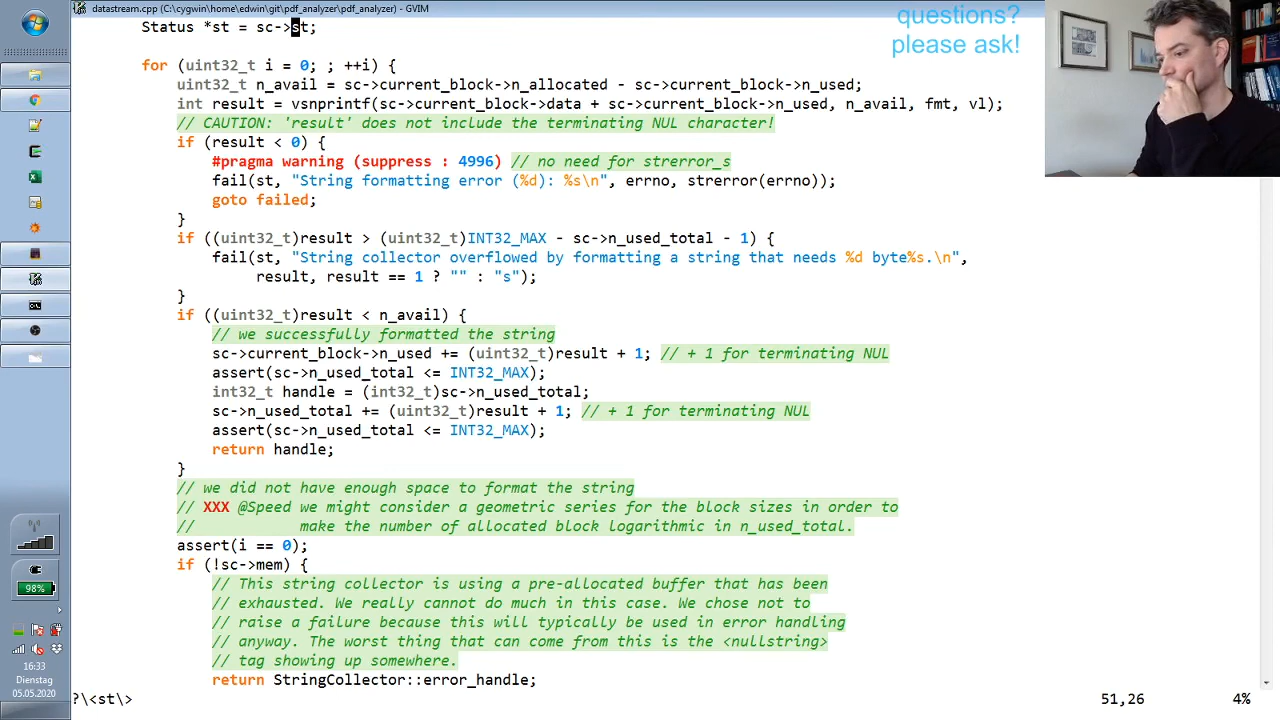 datastream.cpp (C:\cygwin\home\edwin\git\pdf_analyzer\pdf_analyzer) - GVIM
Status *st = sc->st;
questions?
please ask!
for (uint32_t i = 0; ; ++i) {
uint32_t n_avail = sc->current_block->n_allocated - sc->current_block->n_used;
int result = vsnprintf(sc->current_block->data + sc->current_block->n_used, n_avail, fmt, vl);
// CAUTION: 'result' does not include the terminating NUL character!
if (result < 0) {
#pragma warning (suppress : 4996) // no need for strerror_s
fail(st, "String formatting error (%d): %s\n", errno, strerror(errno));
goto failed;
}
if ((uint32_t)result > (uint32_t)INT32_MAX - sc->n_used_total - 1) {
fail(st, "String collector overflowed by formatting a string that needs %d byte%s.\n",
result, result == 1 ? "" : "s");
}
if ((uint32_t)result < n_avail) {
// we successfully formatted the string
sc->current_block->n_used += (uint32_t)result + 1; // + 1 for terminating NUL
assert(sc->n_used_total <= INT32_MAX);
int32_t handle = (int32_t)sc->n_used_total;
sc->n_used_total += (uint32_t)result + 1; // + 1 for terminating NUL
assert(sc->n_used_total <= INT32_MAX);
return handle;
}
// we did not have enough space to format the string
// XXX @Speed we might consider a geometric series for the block sizes in order to
// make the number of allocated block logarithmic in n_used_total.
assert(i == 0);
if (!sc->mem) {
// This string collector is using a pre-allocated buffer that has been
// exhausted. We really cannot do much in this case. We chose not to
// raise a failure because this will typically be used in error handling
// anyway. The worst thing that can come from this is the <nullstring>
// tag showing up somewhere.
return StringCollector::error_handle;
?\<st\>
51,26
4%
98%
16:33
Dienstag
05.05.2020